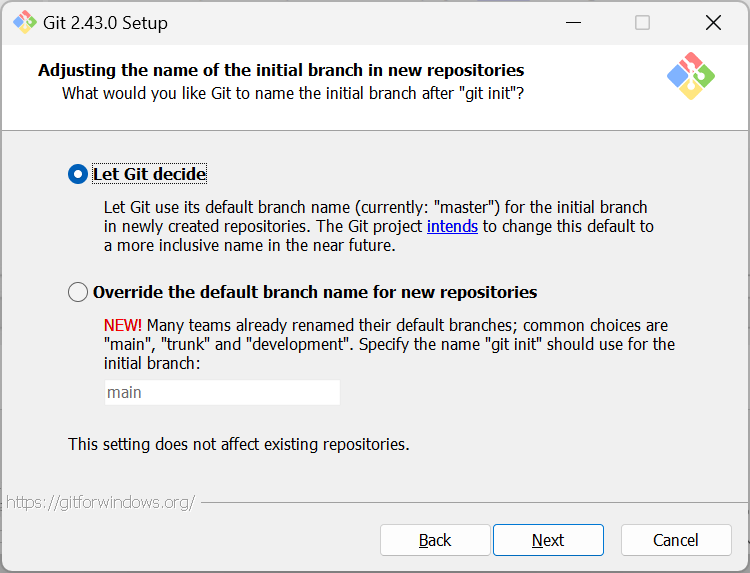 Git 2.43.0 Setup
Adjusting the name of the initial branch in new repositories
What would you like Git to name the initial branch after "git init"?
Let Git decide
Let Git use its default branch name (currently: "master") for the initial branch
in newly created repositories. The Git project intends to change this default to
a more inclusive name in the near future.
Override the default branch name for new repositories
NEW! Many teams already renamed their default branches; common choices are
"main", "trunk" and "development". Specify the name "git init" should use for the
initial branch:
main
This setting does not affect existing repositories.
https://gitforwindows.org/
Back Next Cancel